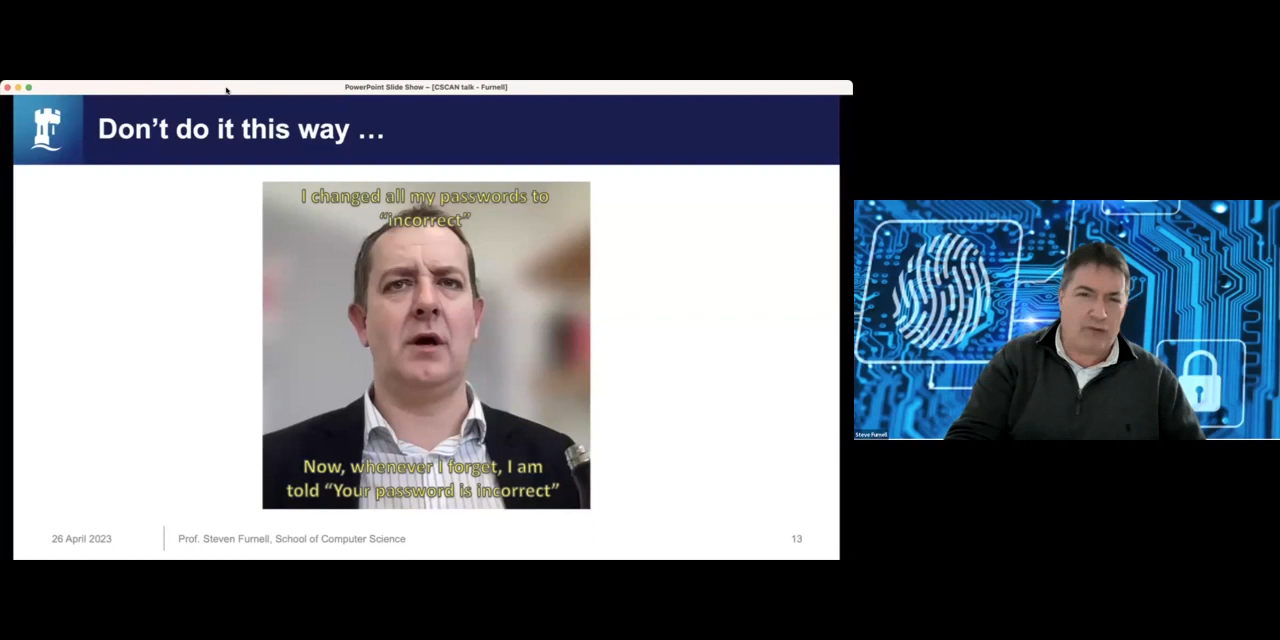 PowerPoint Slide Show – [CSCAN talk - Furnell]
Don’t do it this way …
I changed all my passwords to
“incorrect”
Now, whenever I forget, I am
told “Your password is incorrect”
26 April 2023
Prof. Steven Furnell, School of Computer Science
13
Steve Furnell